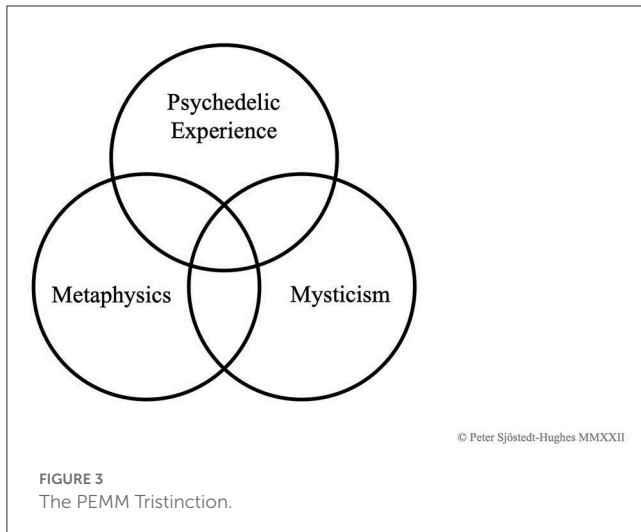 Psychedelic
Experience
Metaphysics
Mysticism
© Peter Sjöstedt-Hughes MMXXII
FIGURE 3
The PEMM Tristinction.